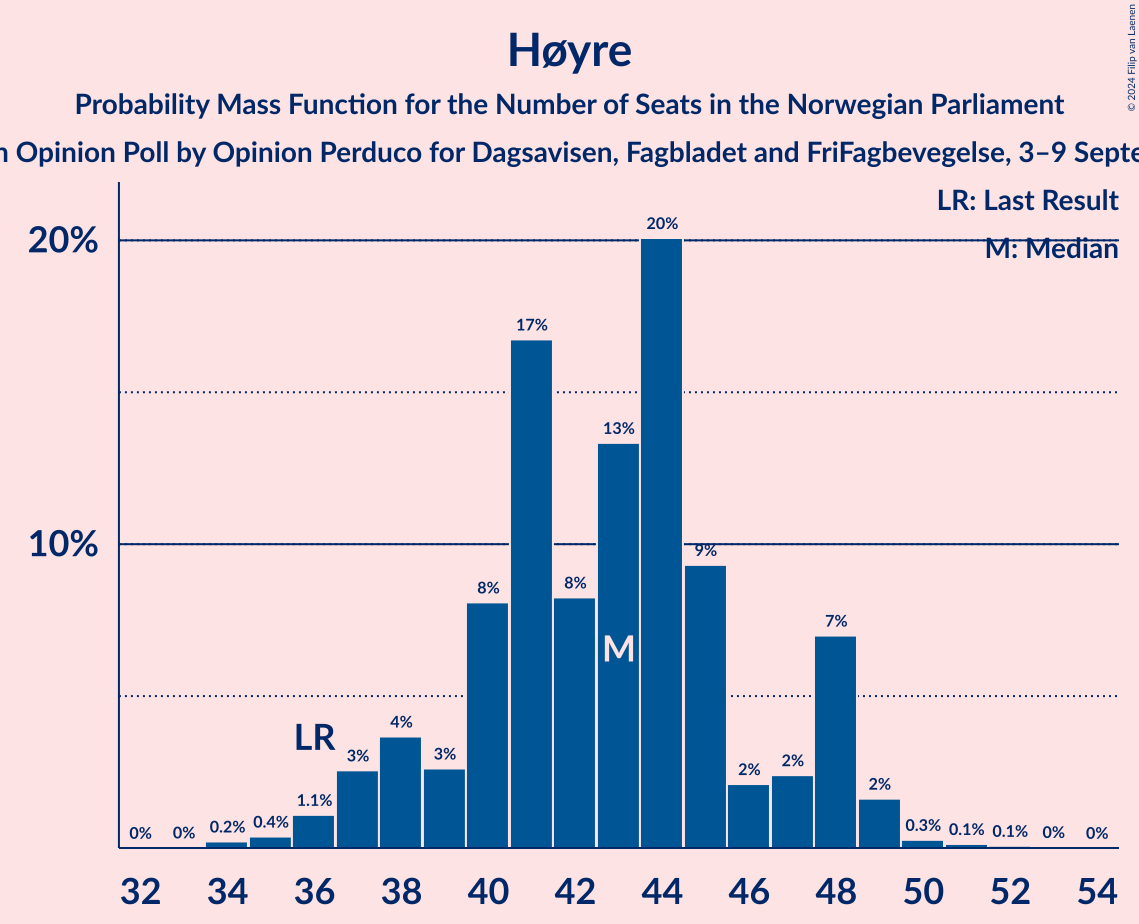 Høyre
Probability Mass Function for the Number of Seats in the Norwegian Parliament
Opinion Poll by Opinion Perduco for Dagsavisen, Fagbladet and FriFagbevegelse, 3–9
© 2024 Filip van Laenen
LR: Last Result
M: Median
20%
10%
0% 0% 0.2% 0.4% 1.1% 3% 4% 3% 8% 17% 8% 13% 20% 9% 2% 2% 7% 2% 0.3% 0.1% 0.1% 0% 0%
LR
M
32 34 36 38 40 42 44 46 48 50 52 54